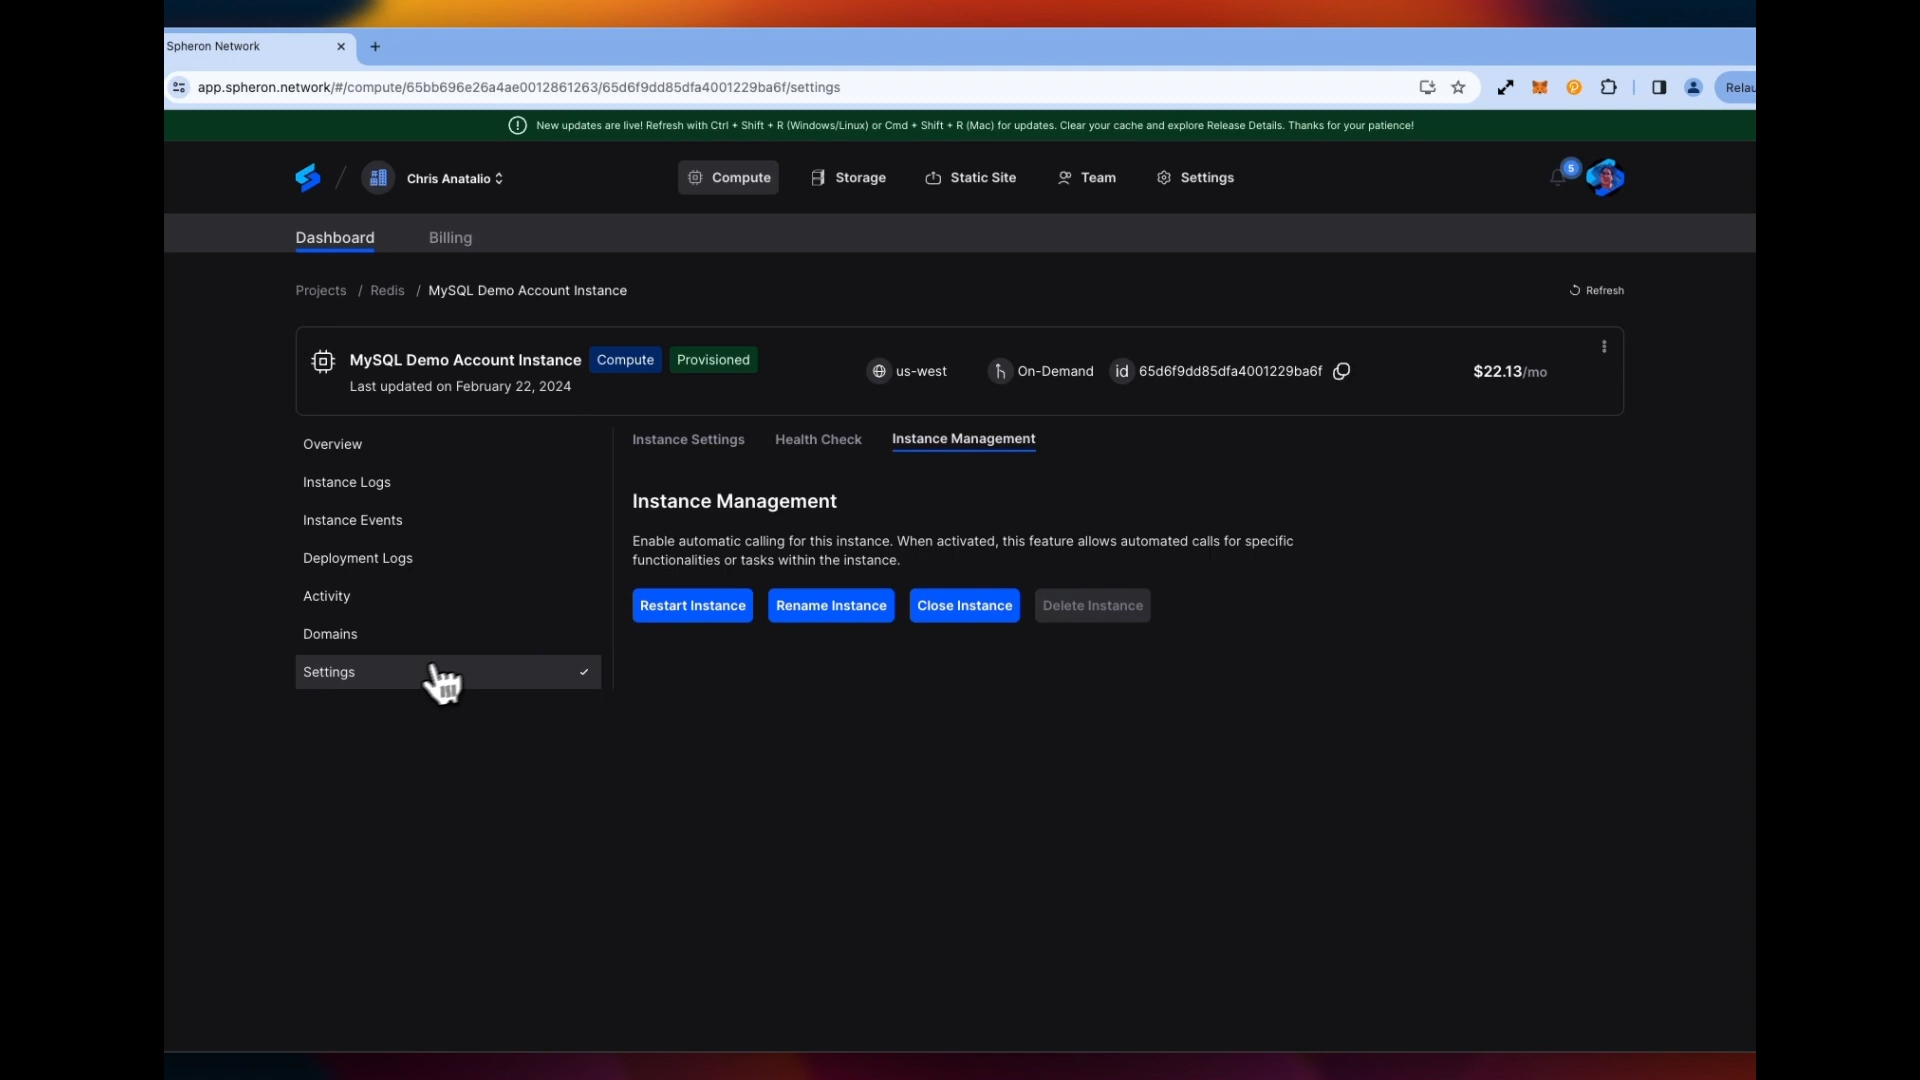 Spheron Network
app.spheron.network/#/compute/65bb696e26a4ae0012861263/65d6f9dd85dfa4001229ba6f/settings
Relau
New updates are live! Refresh with Ctrl + Shift + R (Windows/Linux) or Cmd + Shift + R (Mac) for updates. Clear your cache and explore Release Details. Thanks for your patience!
/ Chris Anatalio Compute Storage Static Site Team Settings 5
Dashboard Billing
Projects / Redis / MySQL Demo Account Instance Refresh
MySQL Demo Account Instance Compute Provisioned
Last updated on February 22, 2024
us-west On-Demand id 65d6f9dd85dfa4001229ba6f $22.13/mo
Overview
Instance Logs
Instance Events
Deployment Logs
Activity
Domains
Settings
Instance Settings Health Check Instance Management
Instance Management
Enable automatic calling for this instance. When activated, this feature allows automated calls for specific
functionalities or tasks within the instance.
Restart Instance Rename Instance Close Instance Delete Instance